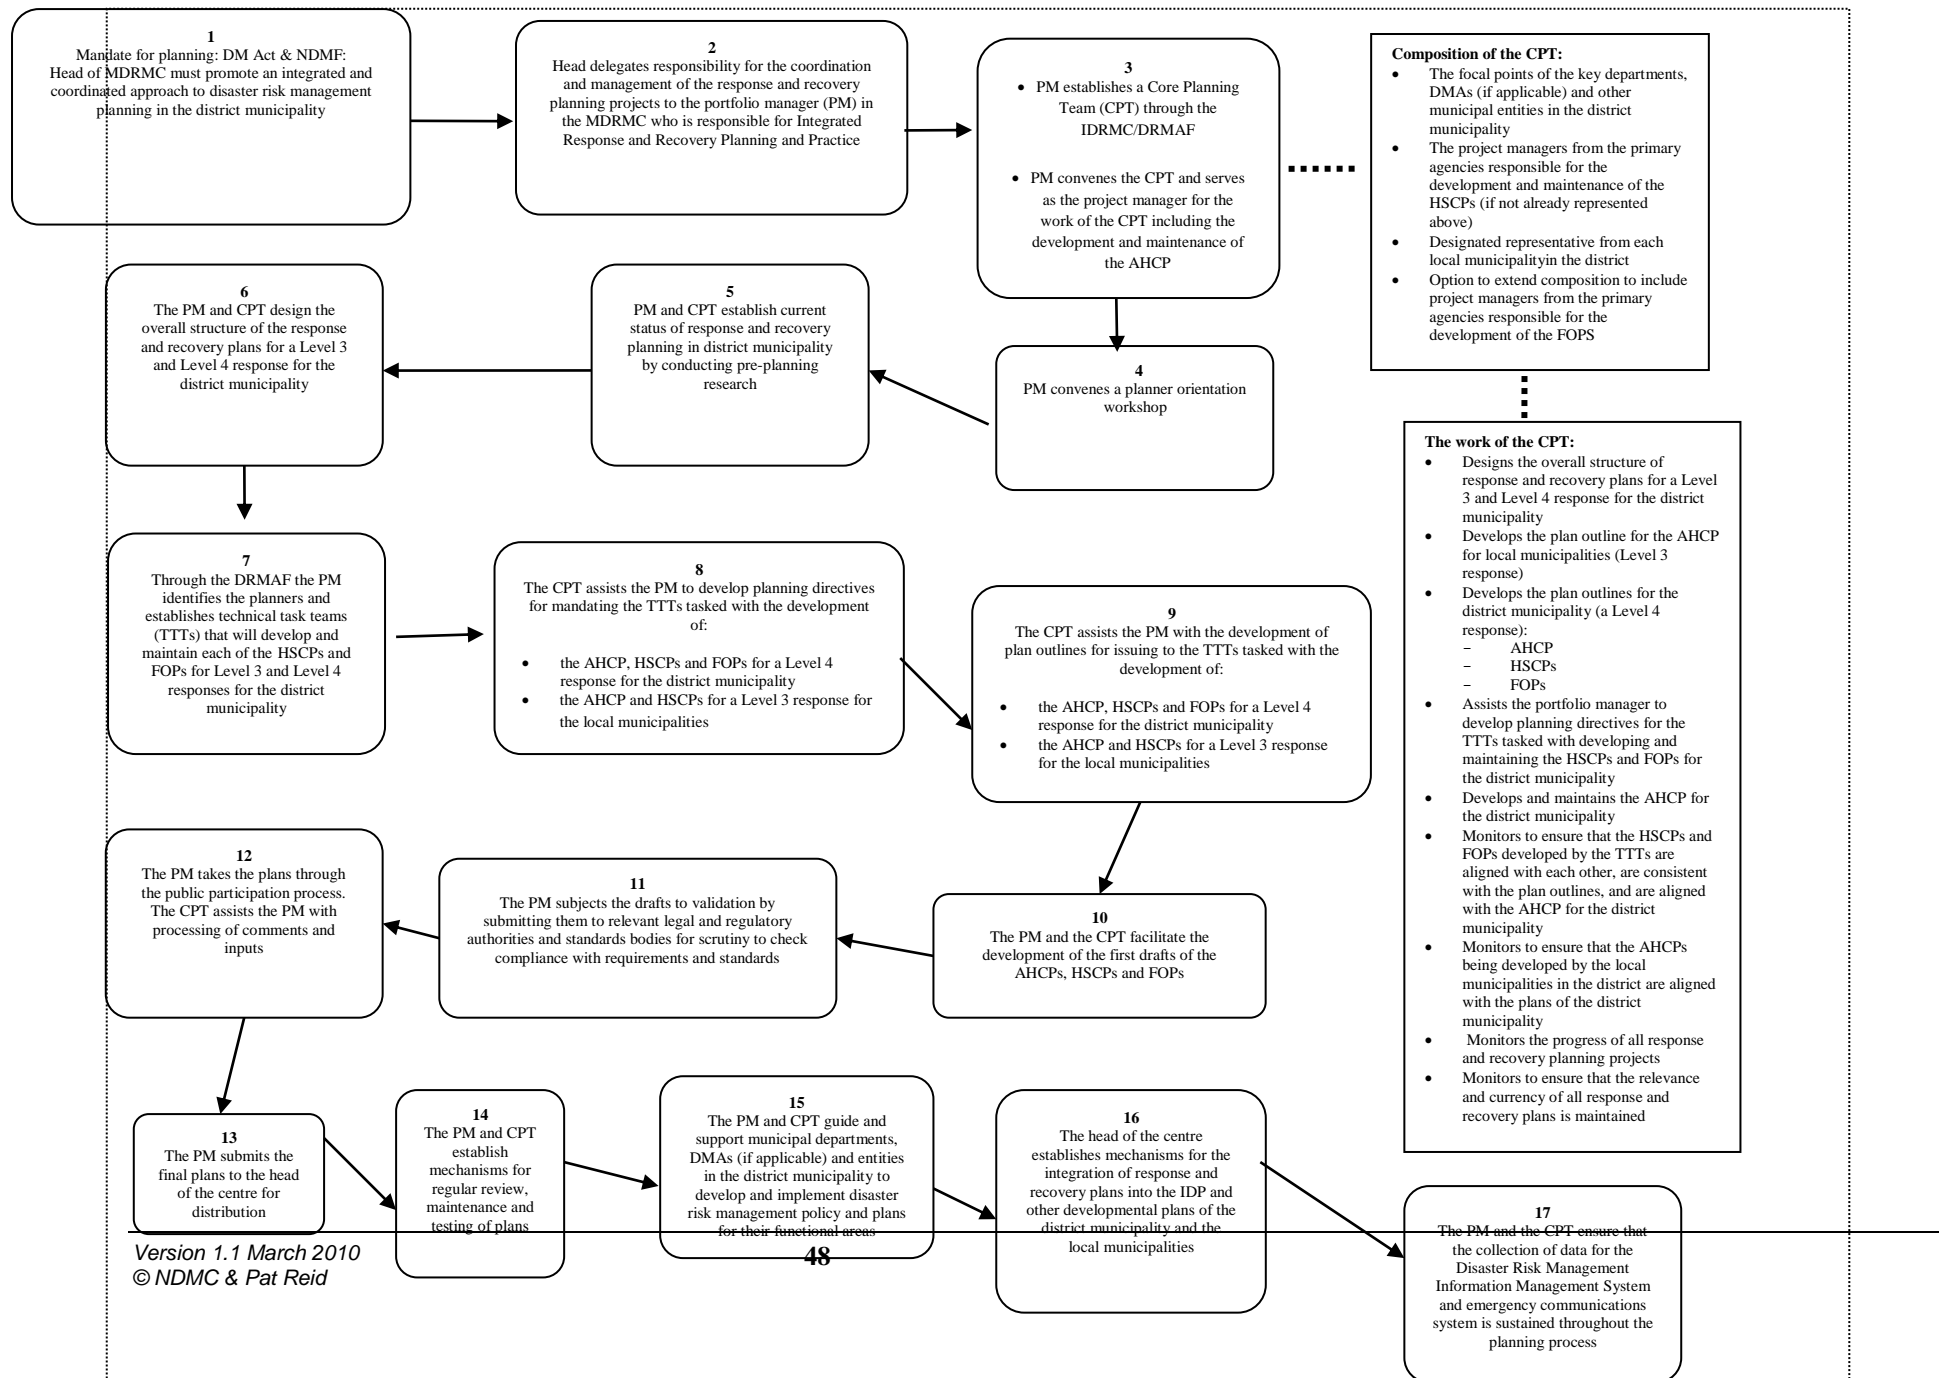 1
Mandate for planning: DM Act & NDMF:
Head of MDRMC must promote an integrated and
coordinated approach to disaster risk management
planning in the district municipality
2
Head delegates responsibility for the coordination
and management of the response and recovery
planning projects to the portfolio manager (PM) in
the MDRMC who is responsible for Integrated
Response and Recovery Planning and Practice
3
• PM establishes a Core Planning
Team (CPT) through the
IDRMC/DRMAF
• PM convenes the CPT and serves
as the project manager for the
work of the CPT including the
development and maintenance of
the AHCP
Composition of the CPT:
• The focal points of the key departments,
DMAs (if applicable) and other
municipal entities in the district
municipality
• The project managers from the primary
agencies responsible for the
development and maintenance of the
HSCPs (if not already represented
above)
• Designated representative from each
local municipalityin the district
• Option to extend composition to include
project managers from the primary
agencies responsible for the
development of the FOPS
4
PM convenes a planner orientation
workshop
5
PM and CPT establish current
status of response and recovery
planning in district municipality
by conducting pre-planning
research
6
The PM and CPT design the
overall structure of the response
and recovery plans for a Level 3
and Level 4 response for the
district municipality
The work of the CPT:
• Designs the overall structure of
response and recovery plans for a Level
3 and Level 4 response for the district
municipality
• Develops the plan outline for the AHCP
for local municipalities (Level 3
response)
• Develops the plan outlines for the
district municipality (a Level 4
response):
– AHCP
– HSCPs
– FOPs
• Assists the portfolio manager to
develop planning directives for the
TTTs tasked with developing and
maintaining the HSCPs and FOPs for
the district municipality
• Develops and maintains the AHCP for
the district municipality
• Monitors to ensure that the HSCPs and
FOPs developed by the TTTs are
aligned with each other, are consistent
with the plan outlines, and are aligned
with the AHCP for the district
municipality
• Monitors to ensure that the AHCPs
being developed by the local
municipalities in the district are aligned
with the plans of the district
municipality
• Monitors the progress of all response
and recovery planning projects
• Monitors to ensure that the relevance
and currency of all response and
recovery plans is maintained
7
Through the DRMAF the PM
identifies the planners and
establishes technical task teams
(TTTs) that will develop and
maintain each of the HSCPs and
FOPs for Level 3 and Level 4
responses for the district
municipality
8
The CPT assists the PM to develop planning directives
for mandating the TTTs tasked with the development
of:
• the AHCP, HSCPs and FOPs for a Level 4
response for the district municipality
• the AHCP and HSCPs for a Level 3 response for
the local municipalities
9
The CPT assists the PM with the development of
plan outlines for issuing to the TTTs tasked with the
development of:
• the AHCP, HSCPs and FOPs for a Level 4
response for the district municipality
• the AHCP and HSCPs for a Level 3 response
for the local municipalities
10
The PM and the CPT facilitate the
development of the first drafts of the
AHCPs, HSCPs and FOPs
11
The PM subjects the drafts to validation by
submitting them to relevant legal and regulatory
authorities and standards bodies for scrutiny to check
compliance with requirements and standards
12
The PM takes the plans through
the public participation process.
The CPT assists the PM with
processing of comments and
inputs
13
The PM submits the
final plans to the head
of the centre for
distribution
14
The PM and CPT
establish
mechanisms for
regular review,
maintenance and
testing of plans
15
The PM and CPT guide and
support municipal departments,
DMAs (if applicable) and entities
in the district municipality to
develop and implement disaster
risk management policy and plans
for their functional areas
16
The head of the centre
establishes mechanisms for the
integration of response and
recovery plans into the IDP and
other developmental plans of the
district municipality and the
local municipalities
17
The PM and the CPT ensure that
the collection of data for the
Disaster Risk Management
Information Management System
and emergency communications
system is sustained throughout the
planning process
Version 1.1 March 2010
© NDMC & Pat Reid
48